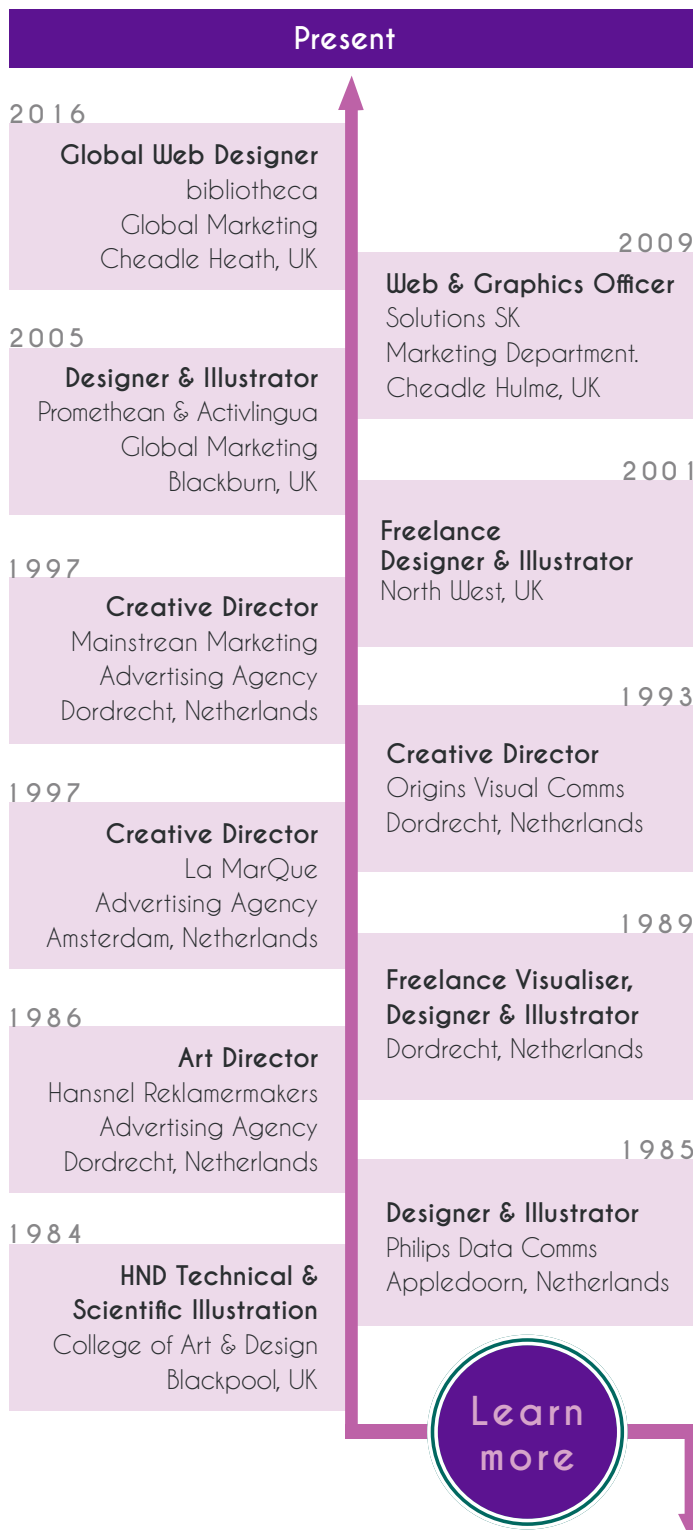 Present
2016
Global Web Designer
bibliotheca
Global Marketing
Cheadle Heath, UK
2009
Web & Graphics Officer
Solutions SK
Marketing Department.
Cheadle Hulme, UK
2005
Designer & Illustrator
Promethean & Activlingua
Global Marketing
Blackburn, UK
2001
Freelance
Designer & Illustrator
North West, UK
1997
Creative Director
Mainstrean Marketing
Advertising Agency
Dordrecht, Netherlands
1993
Creative Director
Origins Visual Comms
Dordrecht, Netherlands
1997
Creative Director
La MarQue
Advertising Agency
Amsterdam, Netherlands
1989
Freelance Visualiser,
Designer & Illustrator
Dordrecht, Netherlands
1986
Art Director
Hansnel Reklamermakers
Advertising Agency
Dordrecht, Netherlands
1985
Designer & Illustrator
Philips Data Comms
Appledoorn, Netherlands
1984
HND Technical &
Scientific Illustration
College of Art & Design
Blackpool, UK
Learn
more